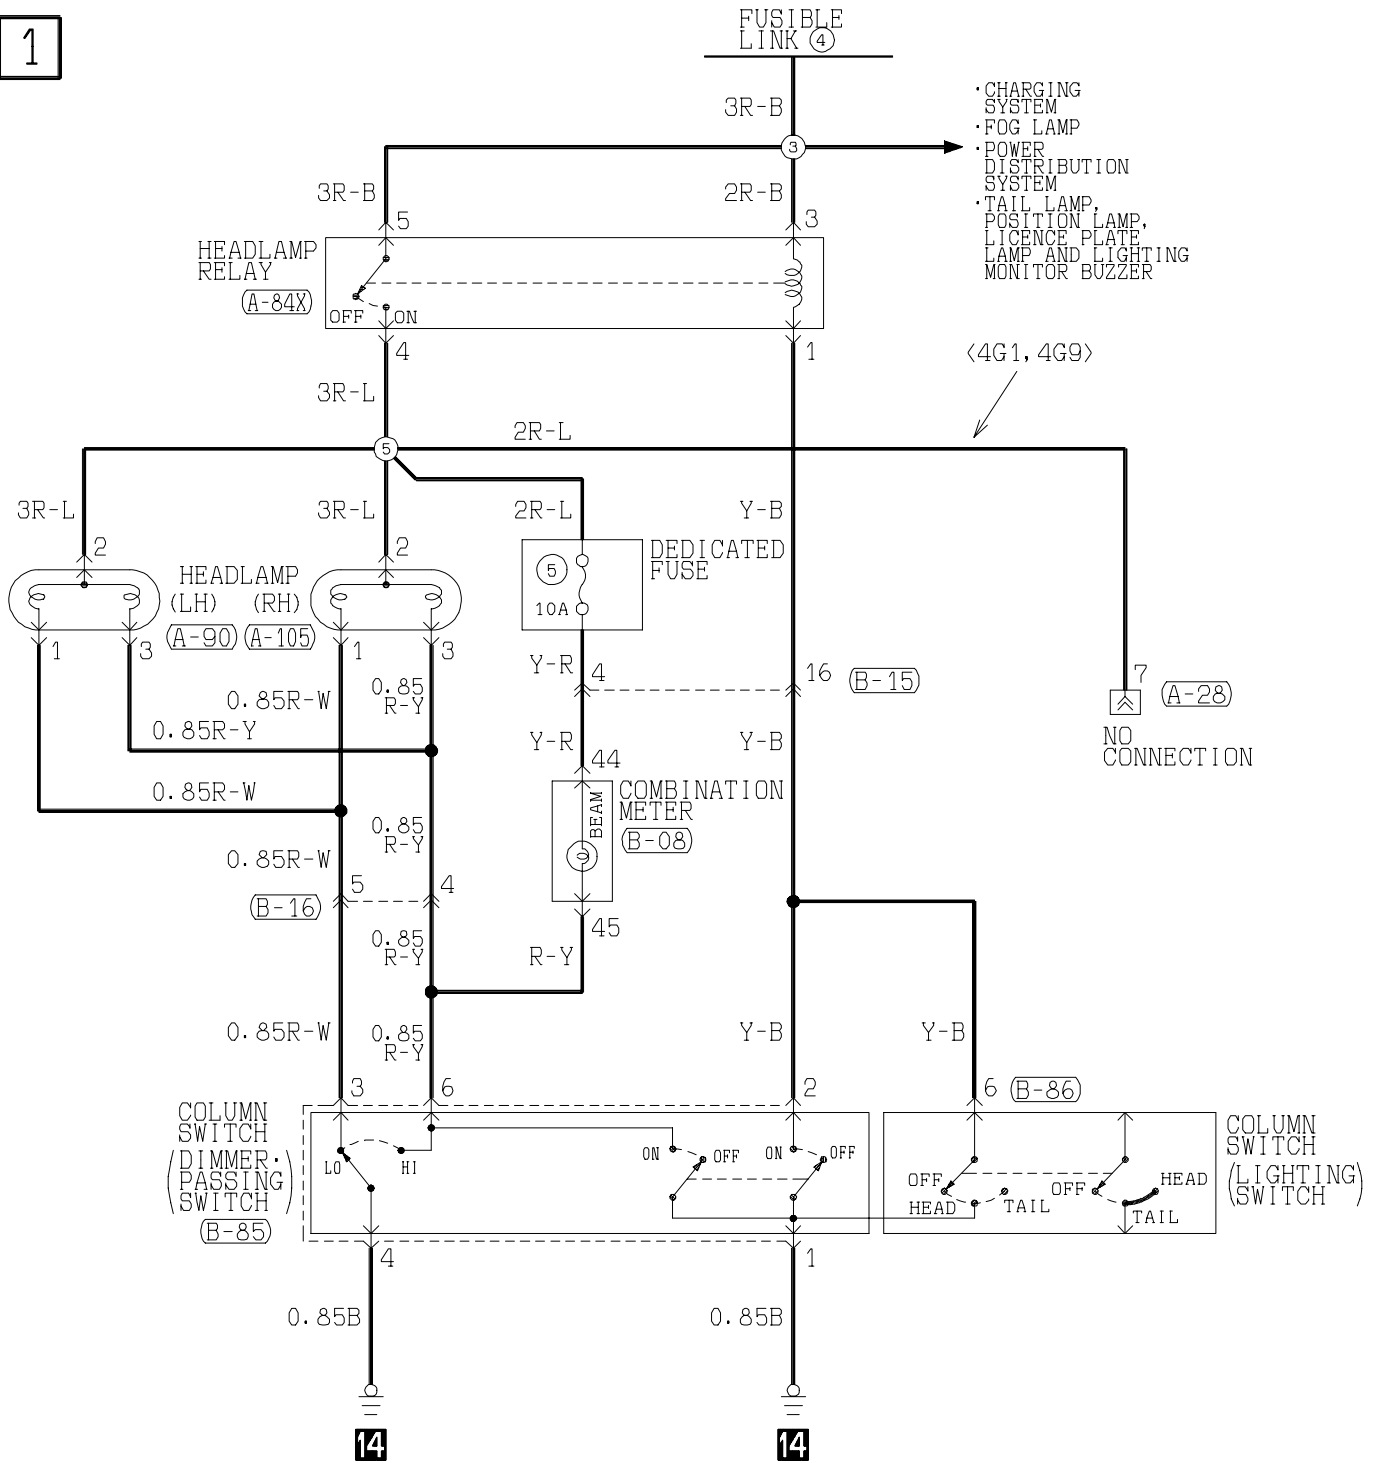 1
FUSIBLE
LINK 4
3R-B
3
·CHARGING
SYSTEM
·FOG LAMP
·POWER
DISTRIBUTION
SYSTEM
·TAIL LAMP,
POSITION LAMP,
LICENCE PLATE
LAMP AND LIGHTING
MONITOR BUZZER
3R-B
2R-B
5
3
HEADLAMP
RELAY
(A-84X)
OFF
ON
4
1
<4G1, 4G9>
3R-L
5
2R-L
3R-L
3R-L
2R-L
Y-B
2
2
HEADLAMP
(LH)
(RH)
(A-90)
(A-105)
DEDICATED
FUSE
5
10A
1
3
1
3
Y-R
4
16
(B-15)
7
(A-28)
NO
CONNECTION
0.85R-W
0.85
R-Y
0.85R-Y
Y-R
Y-B
44
COMBINATION
METER
(B-08)
BEAM
0.85R-W
0.85
R-Y
0.85R-W
5
4
(B-16)
45
0.85
R-Y
R-Y
0.85R-W
0.85
R-Y
Y-B
Y-B
3
6
2
6
(B-86)
COLUMN
SWITCH
(DIMMER·
PASSING
SWITCH)
(B-85)
LO
HI
ON
OFF
ON
OFF
OFF
HEAD
TAIL
OFF
HEAD
TAIL
COLUMN
SWITCH
(LIGHTING
SWITCH)
4
1
0.85B
0.85B
14
14